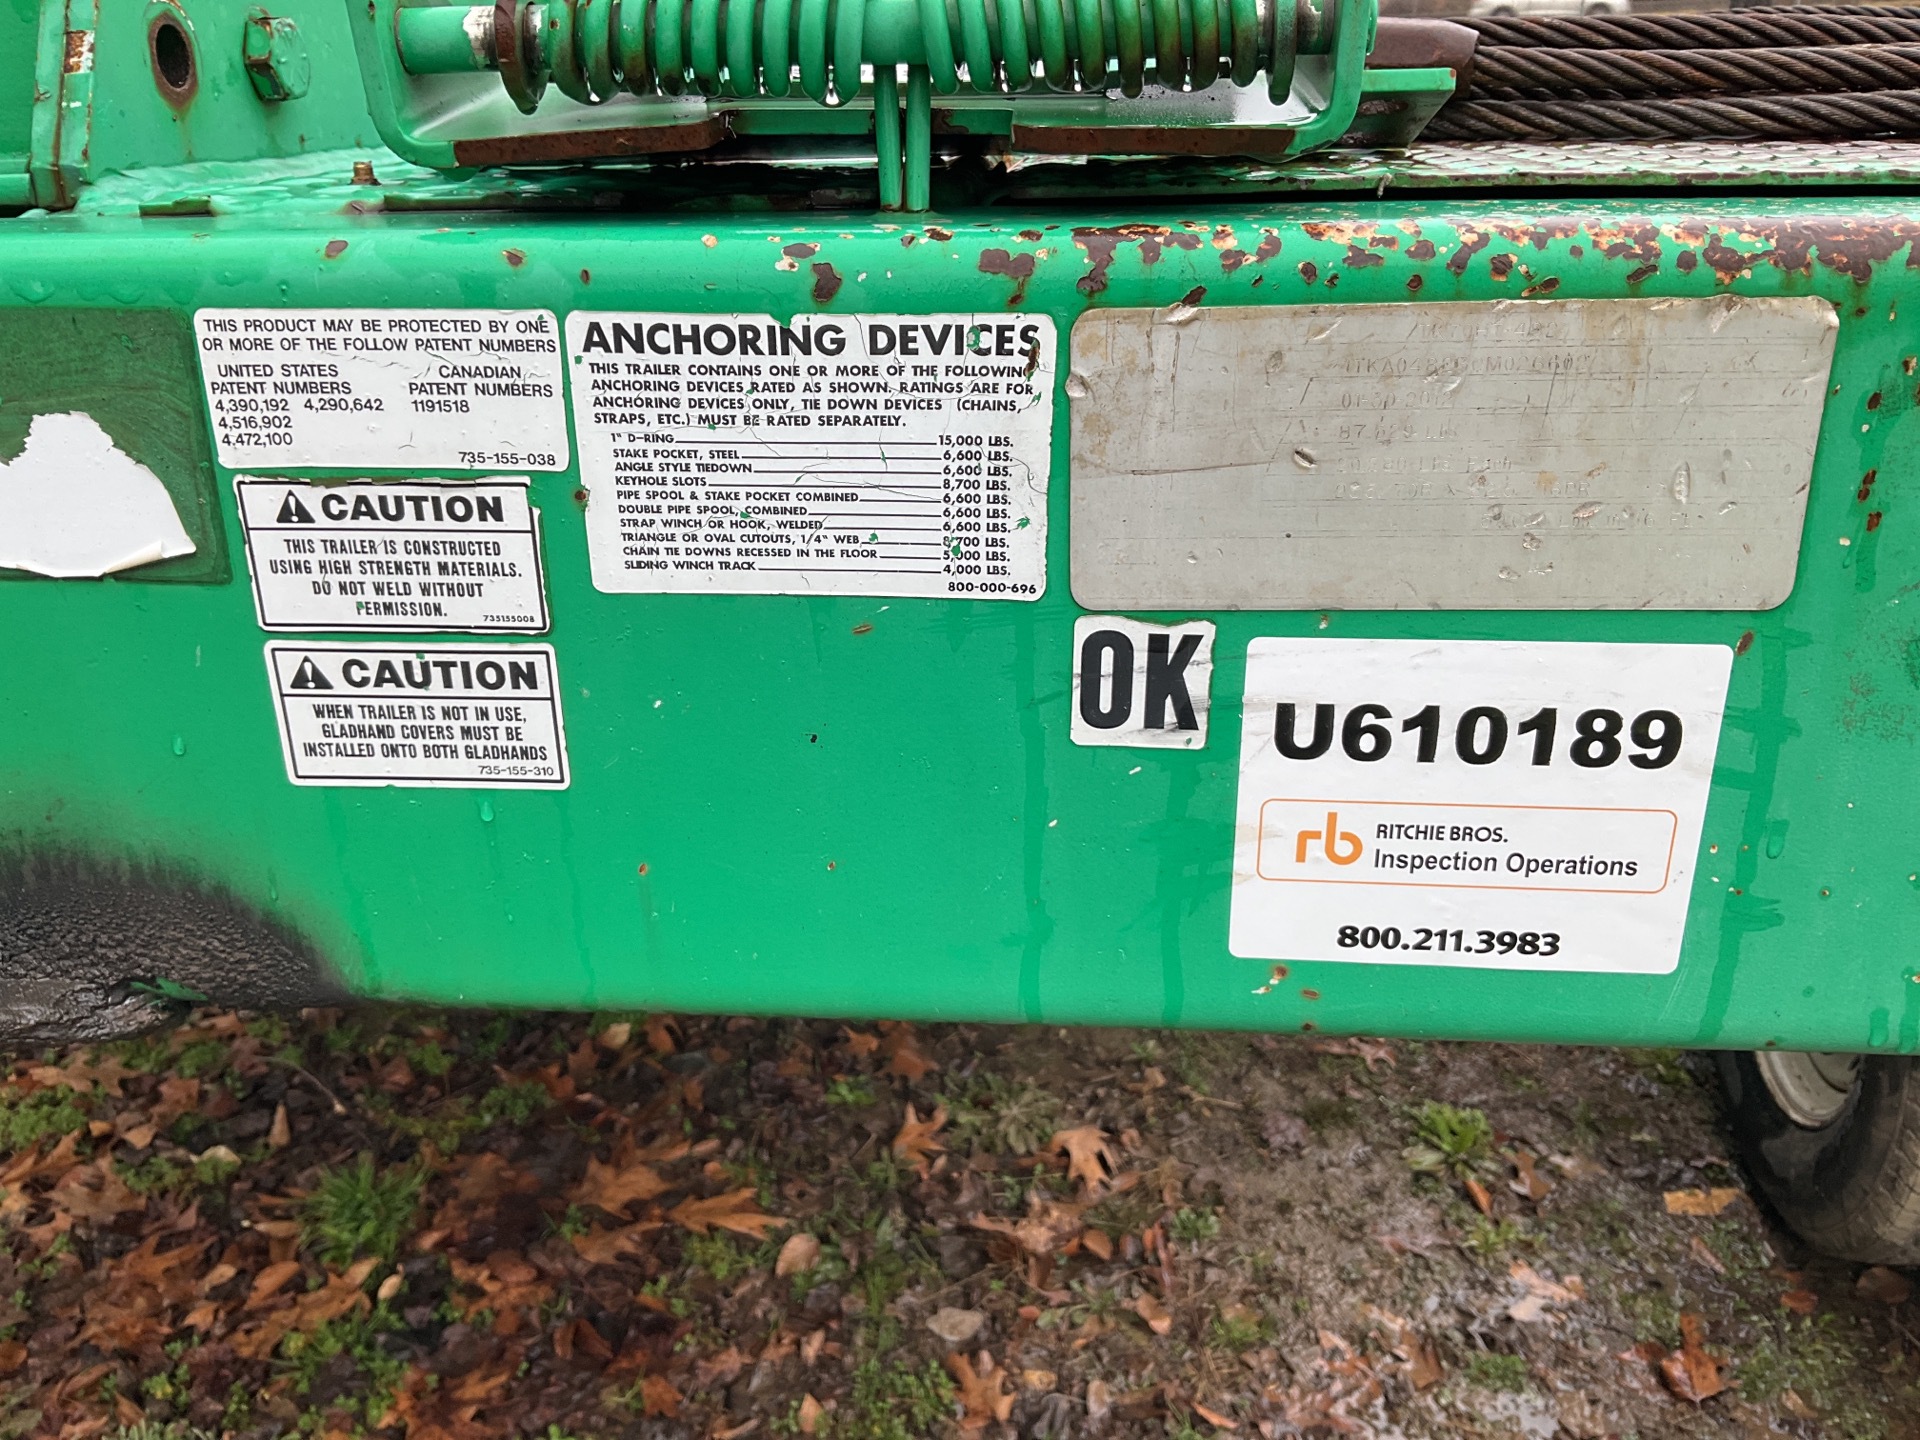 THIS PRODUCT MAY BE PROTECTED BY ONE
OR MORE OF THE FOLLOW PATENT NUMBERS
UNITED STATES
PATENT NUMBERS
4,390,192 4,290,642
4,516,902
4,472,100
CANADIAN
PATENT NUMBERS
1191518
735-155-038
CAUTION
THIS TRAILER IS CONSTRUCTED
USING HIGH STRENGTH MATERIALS.
DO NOT WELD WITHOUT
PERMISSION.
735155008
CAUTION
WHEN TRAILER IS NOT IN USE,
GLADHAND COVERS MUST BE
INSTALLED ONTO BOTH GLADHANDS
735-155-310
ANCHORING DEVICES
THIS TRAILER CONTAINS ONE OR MORE OF THE FOLLOWING
ANCHORING DEVICES RATED AS SHOWN. RATINGS ARE FOR
ANCHORING DEVICES ONLY, TIE DOWN DEVICES (CHAINS,
STRAPS, ETC.) MUST BE RATED SEPARATELY.
1" D-RING 15,000 LBS.
STAKE POCKET, STEEL 6,600 LBS.
ANGLE STYLE TIEDOWN 6,600 LBS.
KEYHOLE SLOTS 8,700 LBS.
PIPE SPOOL & STAKE POCKET COMBINED 6,600 LBS.
DOUBLE PIPE SPOOL, COMBINED 6,600 LBS.
STRAP WINCH OR HOOK, WELDED 6,600 LBS.
TRIANGLE OR OVAL CUTOUTS, 1/4" WEB 8,700 LBS.
CHAIN TIE DOWNS RECESSED IN THE FLOOR 5,000 LBS.
SLIDING WINCH TRACK 4,000 LBS.
800-000-696
01-30-2012
OK
U610189
rb RITCHIE BROS.
Inspection Operations
800.211.3983